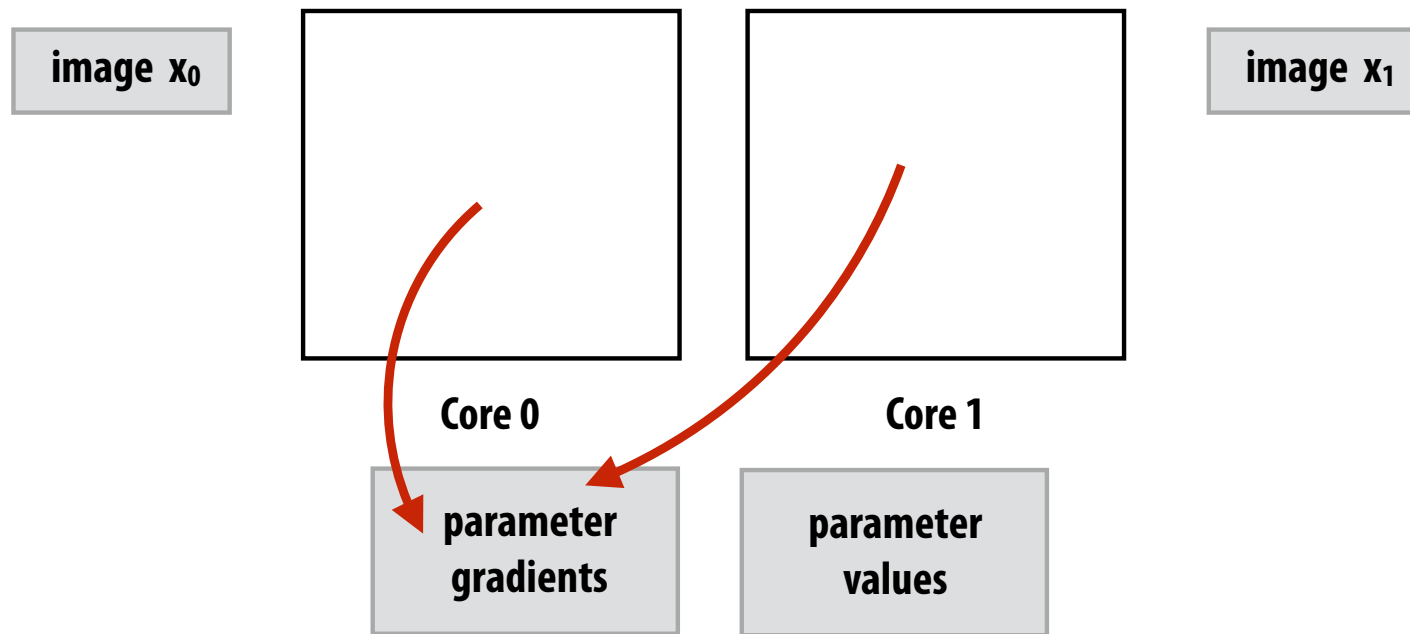 image x₀
image x₁
Core 0
Core 1
parameter
gradients
parameter
values